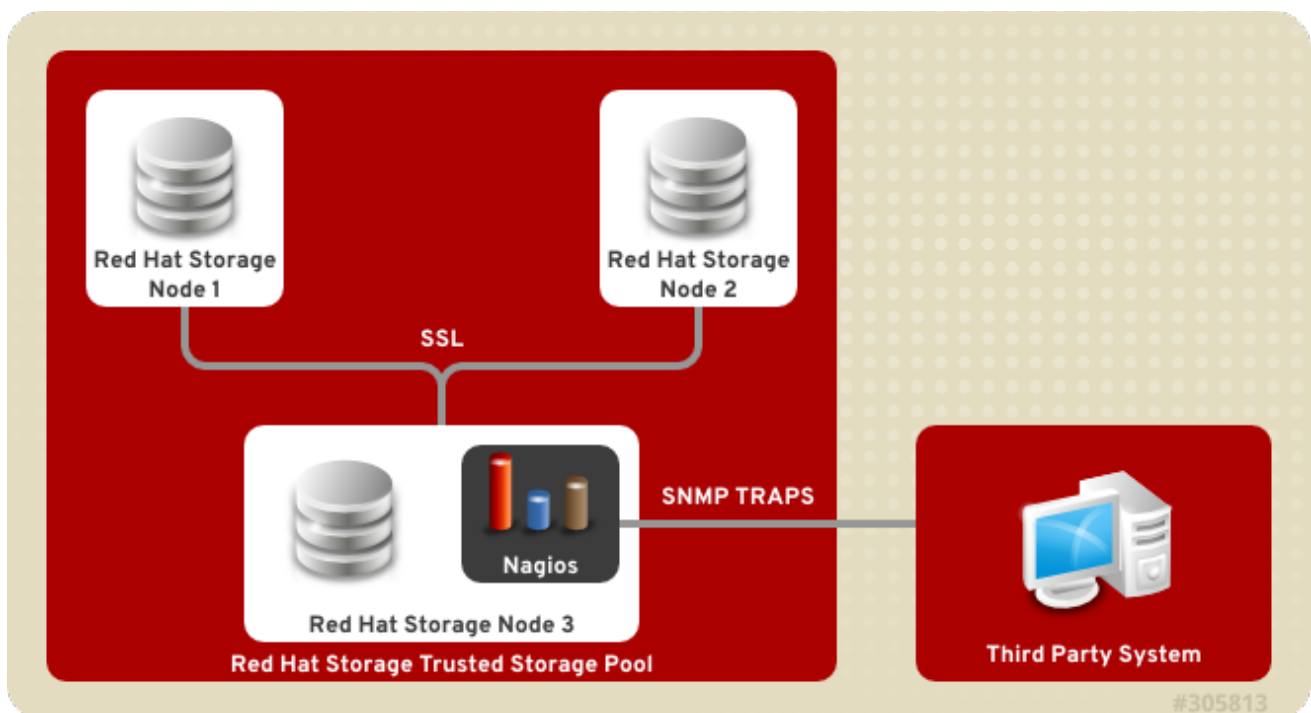 Red Hat Storage
Node 1
Red Hat Storage
Node 2
SSL
Nagios
Red Hat Storage Node 3
Red Hat Storage Trusted Storage Pool
SNMP TRAPS
Third Party System
#305813